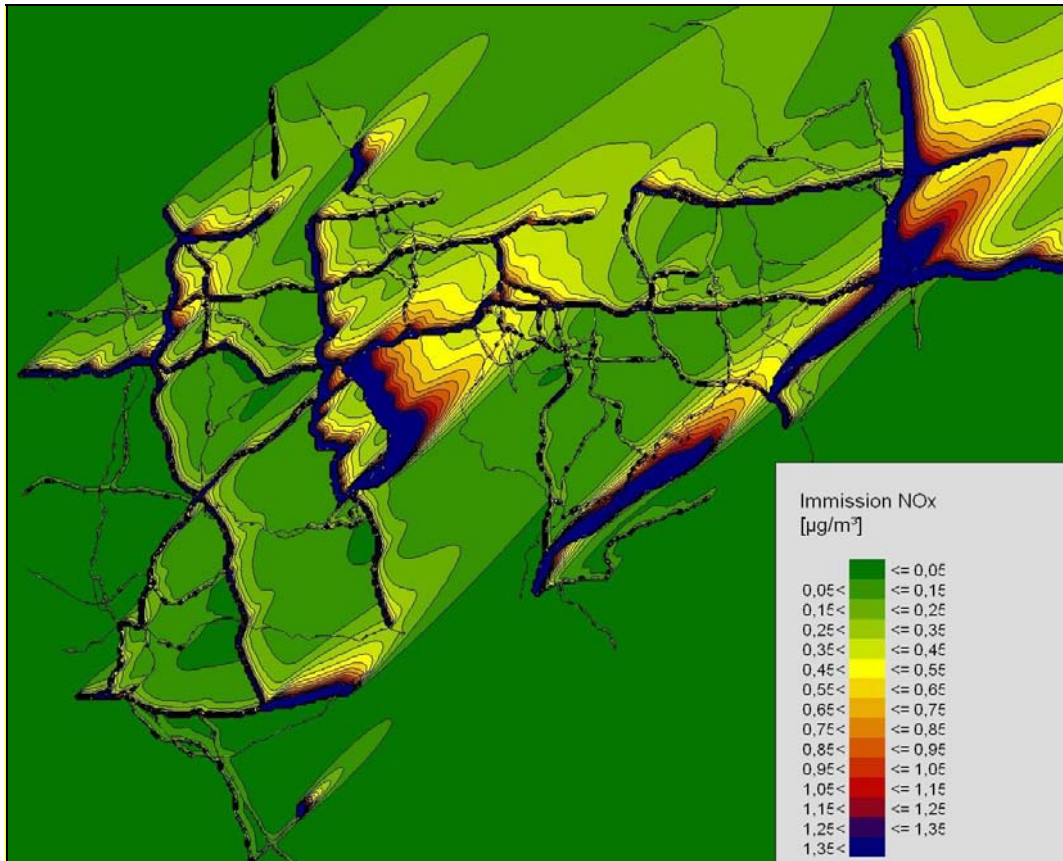 Immission NOx
[µg/m³]
<= 0,05
0,05< <= 0,15
0,15< <= 0,25
0,25< <= 0,35
0,35< <= 0,45
0,45< <= 0,55
0,55< <= 0,65
0,65< <= 0,75
0,75< <= 0,85
0,85< <= 0,95
0,95< <= 1,05
1,05< <= 1,15
1,15< <= 1,25
1,25< <= 1,35
1,35<